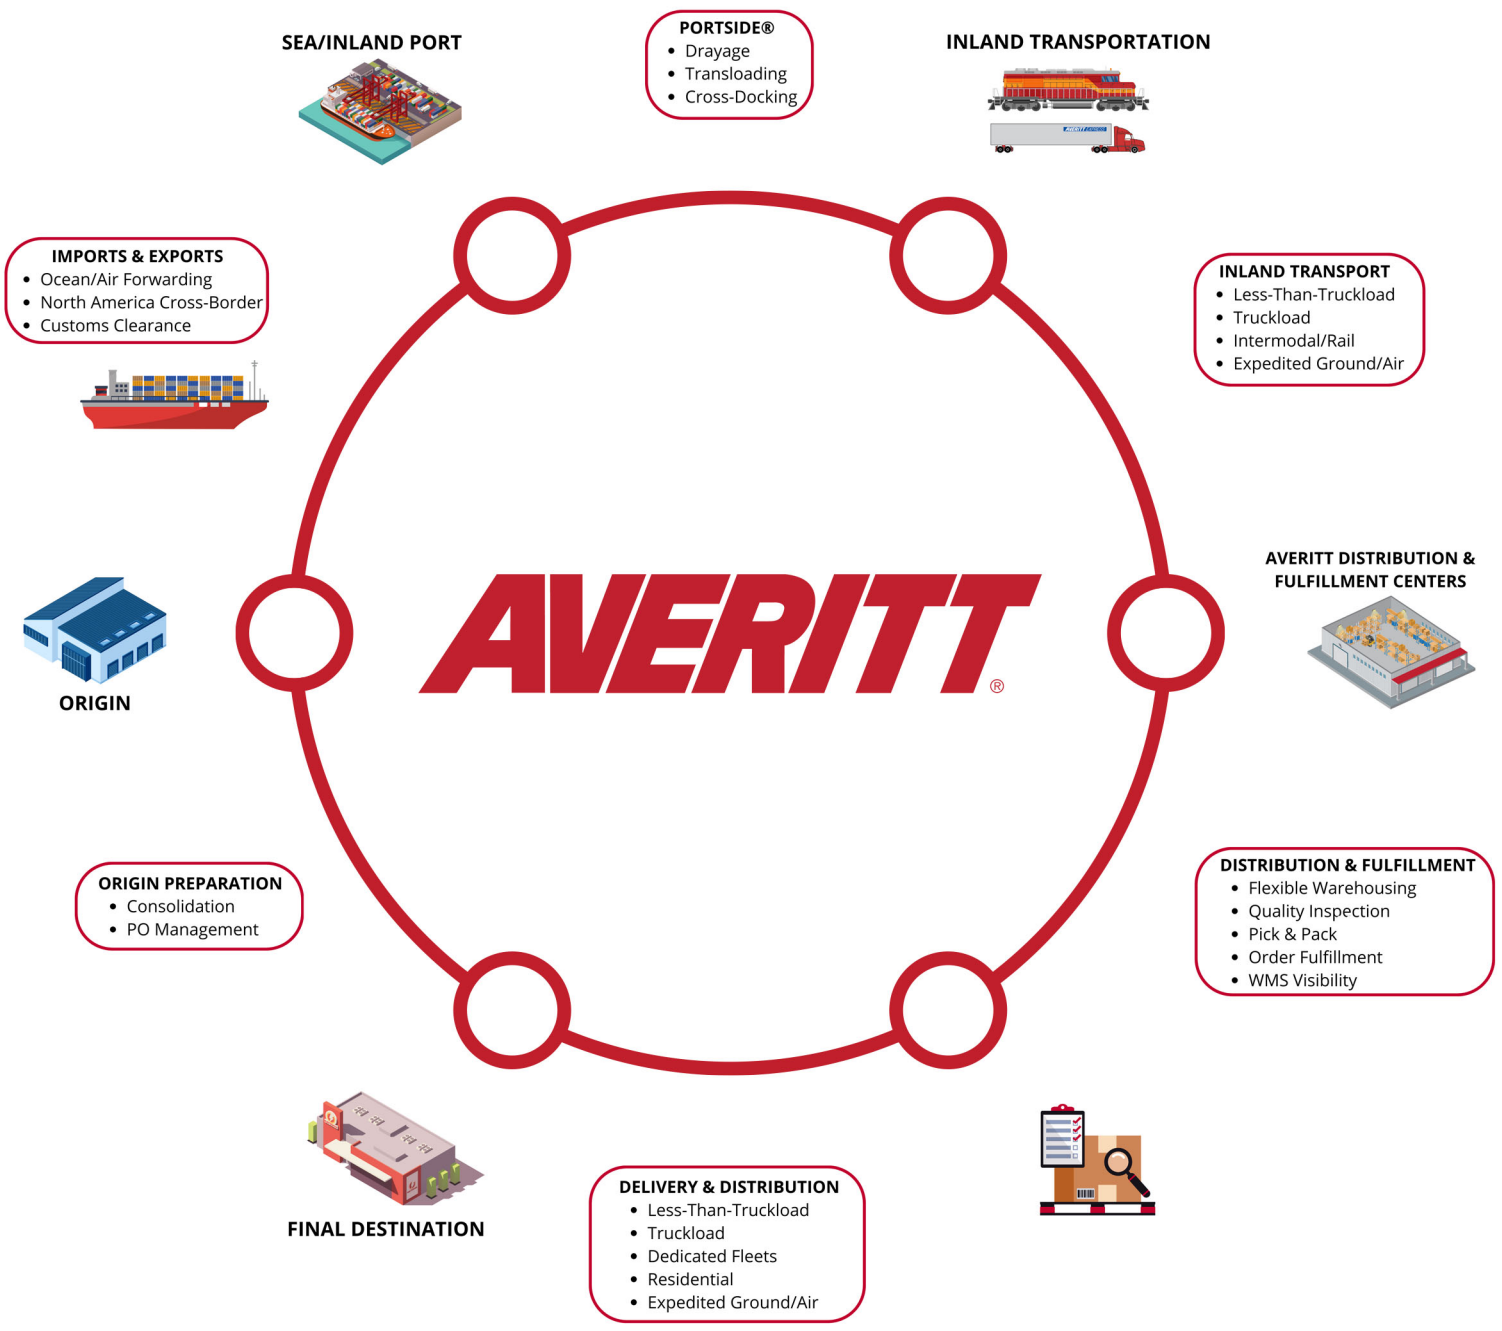 SEA/INLAND PORT
PORTSIDE®
• Drayage
• Transloading
• Cross-Docking
INLAND TRANSPORTATION
AVERITT EXPRESS
IMPORTS & EXPORTS
• Ocean/Air Forwarding
• North America Cross-Border
• Customs Clearance
INLAND TRANSPORT
• Less-Than-Truckload
• Truckload
• Intermodal/Rail
• Expedited Ground/Air
AVERITT DISTRIBUTION &
FULFILLMENT CENTERS
AVERITT®
ORIGIN
ORIGIN PREPARATION
• Consolidation
• PO Management
DISTRIBUTION & FULFILLMENT
• Flexible Warehousing
• Quality Inspection
• Pick & Pack
• Order Fulfillment
• WMS Visibility
FINAL DESTINATION
DELIVERY & DISTRIBUTION
• Less-Than-Truckload
• Truckload
• Dedicated Fleets
• Residential
• Expedited Ground/Air